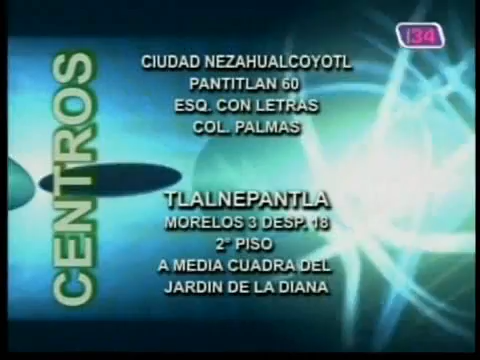 34
CENTROS
CIUDAD NEZAHUALCOYOTL
PANTITLAN 60
ESQ. CON LETRAS
COL. PALMAS
TLALNEPANTLA
MORELOS 3 DESP. 18
2° PISO
A MEDIA CUADRA DEL
JARDIN DE LA DIANA